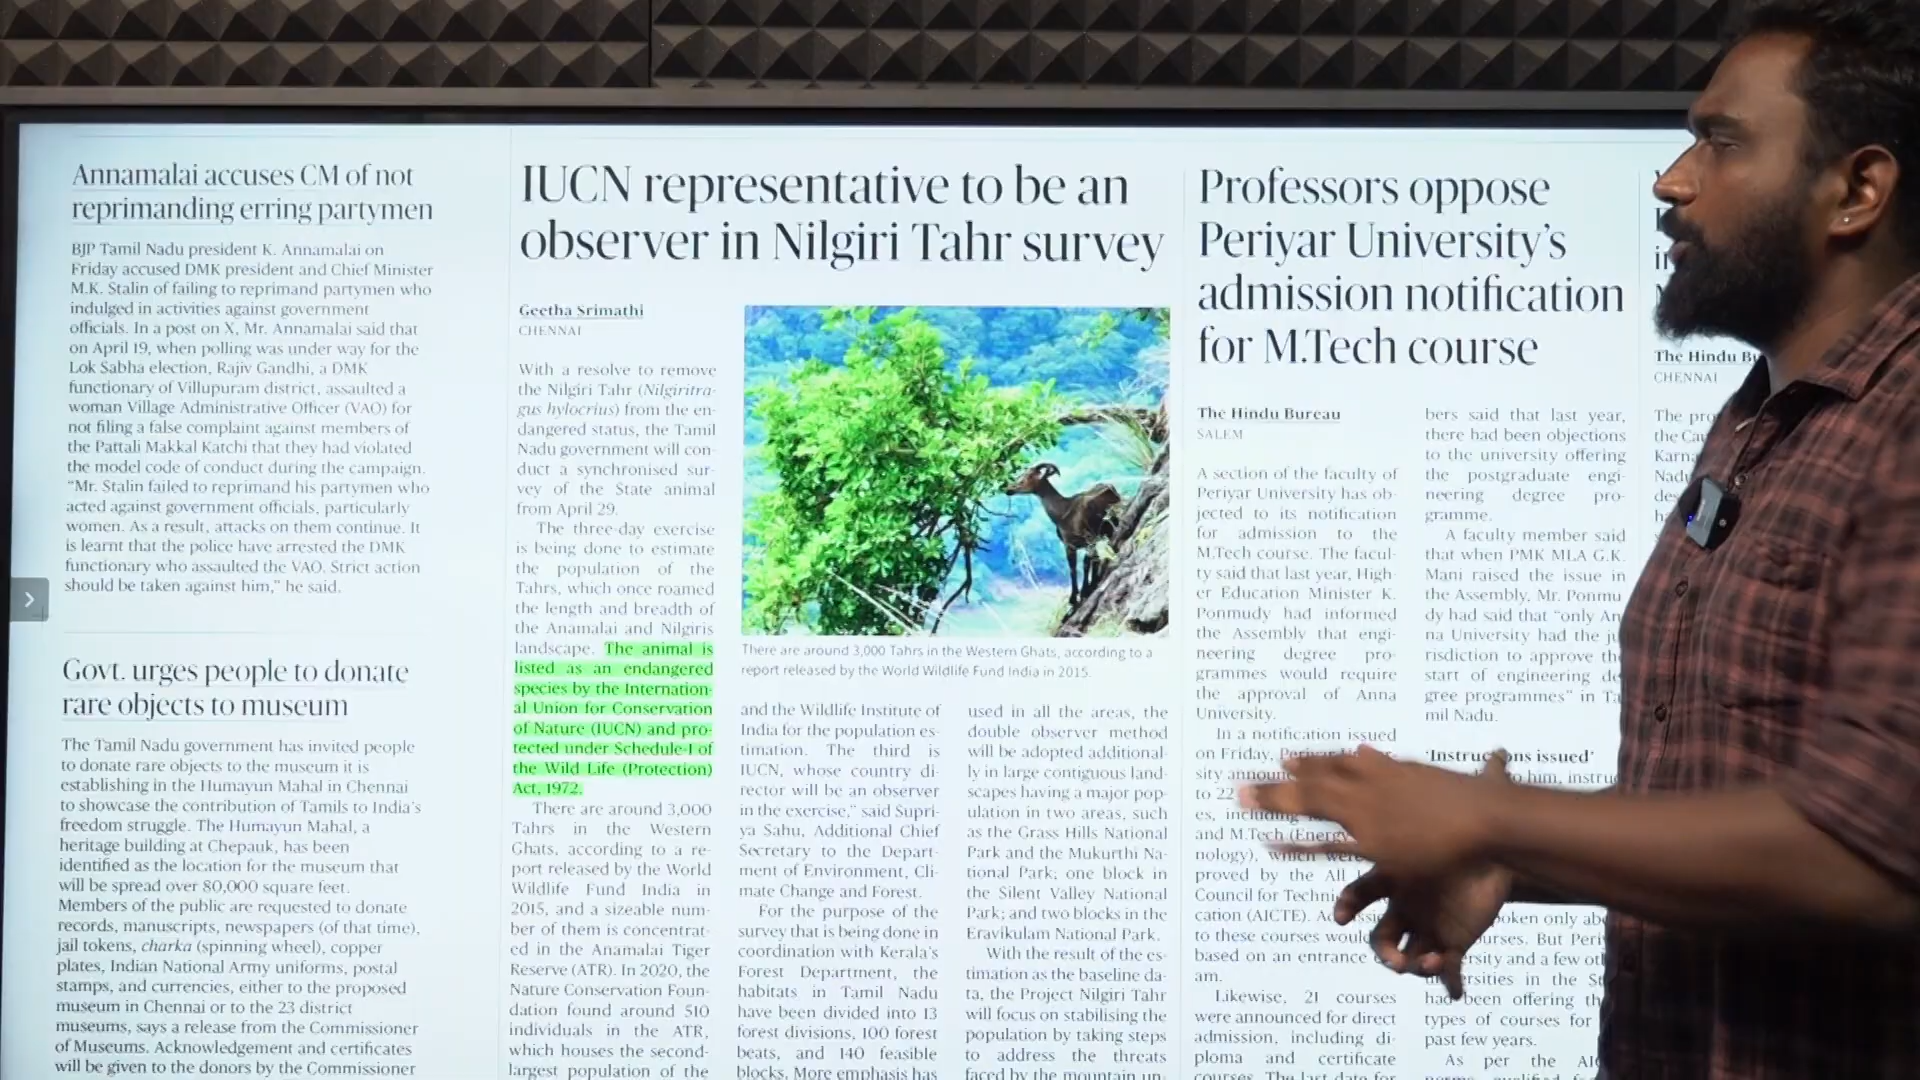 Annamalai accuses CM of not
reprimanding erring partymen
BJP Tamil Nadu president K. Annamalai on
Friday accused DMK president and Chief Minister
M.K. Stalin of failing to reprimand partymen who
indulged in activities against government
officials. In a post on X, Mr. Annamalai said that
on April 19, when polling was under way for the
Lok Sabha election, Rajiv Gandhi, a DMK
functionary of Villupuram district, assaulted a
woman Village Administrative Officer (VAO) for
not filing a false complaint against members of
the Pattali Makkal Katchi that they had violated
the model code of conduct during the campaign.
“Mr. Stalin failed to reprimand his partymen who
acted against government officials, particularly
women. As a result, attacks on them continue. It
is learnt that the police have arrested the DMK
functionary who assaulted the VAO. Strict action
should be taken against him,” he said.
Govt. urges people to donate
rare objects to museum
The Tamil Nadu government has invited people
to donate rare objects to the museum it is
establishing in the Humayun Mahal in Chennai
to showcase the contribution of Tamils to India's
freedom struggle. The Humayun Mahal, a
heritage building at Chepauk, has been
identified as the location for the museum that
will be spread over 80,000 square feet.
Members of the public are requested to donate
records, manuscripts, newspapers (of that time),
jail tokens, charka (spinning wheel), copper
plates, Indian National Army uniforms, postal
stamps, and currencies, either to the proposed
museum in Chennai or to the 23 district
museums, says a release from the Commissioner
of Museums. Acknowledgement and certificates
will be given to the donors by the Commissioner
IUCN representative to be an
observer in Nilgiri Tahr survey
Geetha Srimathi
CHENNAI
With a resolve to remove
the Nilgiri Tahr (Nilgiritra-
gus hylocrius) from the en-
dangered status, the Tamil
Nadu government will con-
duct a synchronised sur-
vey of the State animal
from April 29.
The three-day exercise
is being done to estimate
the population of the
Tahrs, which once roamed
the length and breadth of
the Anamalai and Nilgiris
landscape. The animal is
listed as an endangered
species by the Internation-
al Union for Conservation
of Nature (IUCN) and pro-
tected under Schedule-I of
the Wild Life (Protection)
Act, 1972.
There are around 3,000
Tahrs in the Western
Ghats, according to a re-
port released by the World
Wildlife Fund India in
2015, and a sizeable num-
ber of them is concentrat-
ed in the Anamalai Tiger
Reserve (ATR). In 2020, the
Nature Conservation Foun-
dation found around 510
individuals in the ATR,
which houses the second-
largest population of the
There are around 3,000 Tahrs in the Western Ghats, according to a
report released by the World Wildlife Fund India in 2015.
and the Wildlife Institute of
India for the population es-
timation. The third is
IUCN, whose country di-
rector will be an observer
in the exercise,” said Supri-
ya Sahu, Additional Chief
Secretary to the Depart-
ment of Environment, Cli-
mate Change and Forest.
For the purpose of the
survey that is being done in
coordination with Kerala's
Forest Department, the
habitats in Tamil Nadu
have been divided into 13
forest divisions, 100 forest
beats, and 140 feasible
blocks. More emphasis has
used in all the areas, the
double observer method
will be adopted additional-
ly in large contiguous land-
scapes having a major pop-
ulation in two areas, such
as the Grass Hills National
Park and the Mukurthi Na-
tional Park; one block in
the Silent Valley National
Park; and two blocks in the
Eravikulam National Park.
With the result of the es-
timation as the baseline da-
ta, the Project Nilgiri Tahr
will focus on stabilising the
population by taking steps
to address the threats
faced by the mountain un-
Professors oppose
Periyar University's
admission notification
for M.Tech course
The Hindu Bureau
SALEM
A section of the faculty of
Periyar University has ob-
jected to its notification
for admission to the
M.Tech course. The facul-
ty said that last year, High-
er Education Minister K.
Ponmudy had informed
the Assembly that engi-
neering degree pro-
grammes would require
the approval of Anna
University.
In a notification issued
on Friday,
sity
to 22
es, including
and M.Tech (Energy
nology), which were
proved by the All
Council for Techni
cation (AICTE).
to these courses would
based on an entrance
am.
Likewise, 21 courses
were announced for direct
admission, including di-
ploma and certificate
courses. The last date for
bers said that last year,
there had been objections
to the university offering
the postgraduate engi-
neering degree pro-
gramme.
A faculty member said
that when PMK MLA G.K.
Mani raised the issue in
the Assembly, Mr. Ponmu
dy had said that “only An
na University had the ju
risdiction to approve the
start of engineering de
gree programmes” in Ta
mil Nadu.
him, instruc
only
But Peri
and a few
in the
had been offering
types of courses for
past few years.
As per the
The Hindu
CHENNAI
The
the
Karna
Nadu